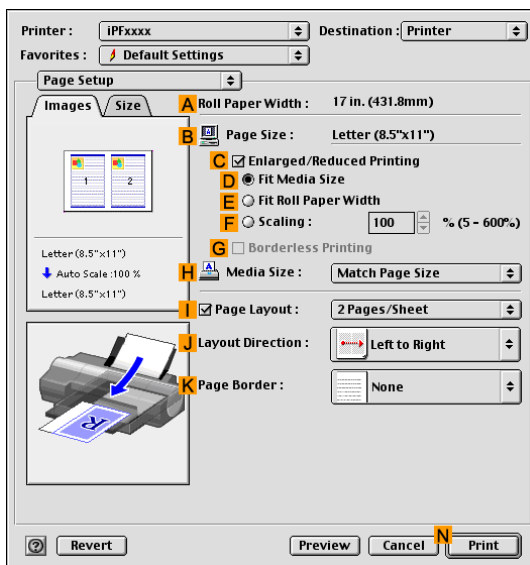 Printer : iPFxxxx Destination : Printer
Favorites : Default Settings
Page Setup
Images Size
A Roll Paper Width : 17 in. (431.8mm)
B Page Size : Letter (8.5"x11")
C Enlarged/Reduced Printing
D Fit Media Size
E Fit Roll Paper Width
F Scaling : 100 % (5 - 600%)
G Borderless Printing
1 2
Letter (8.5"x11")
Auto Scale :100 %
Letter (8.5"x11")
H Media Size : Match Page Size
I Page Layout : 2 Pages/Sheet
J Layout Direction : Left to Right
K Page Border : None
R
N
? Revert Preview Cancel Print